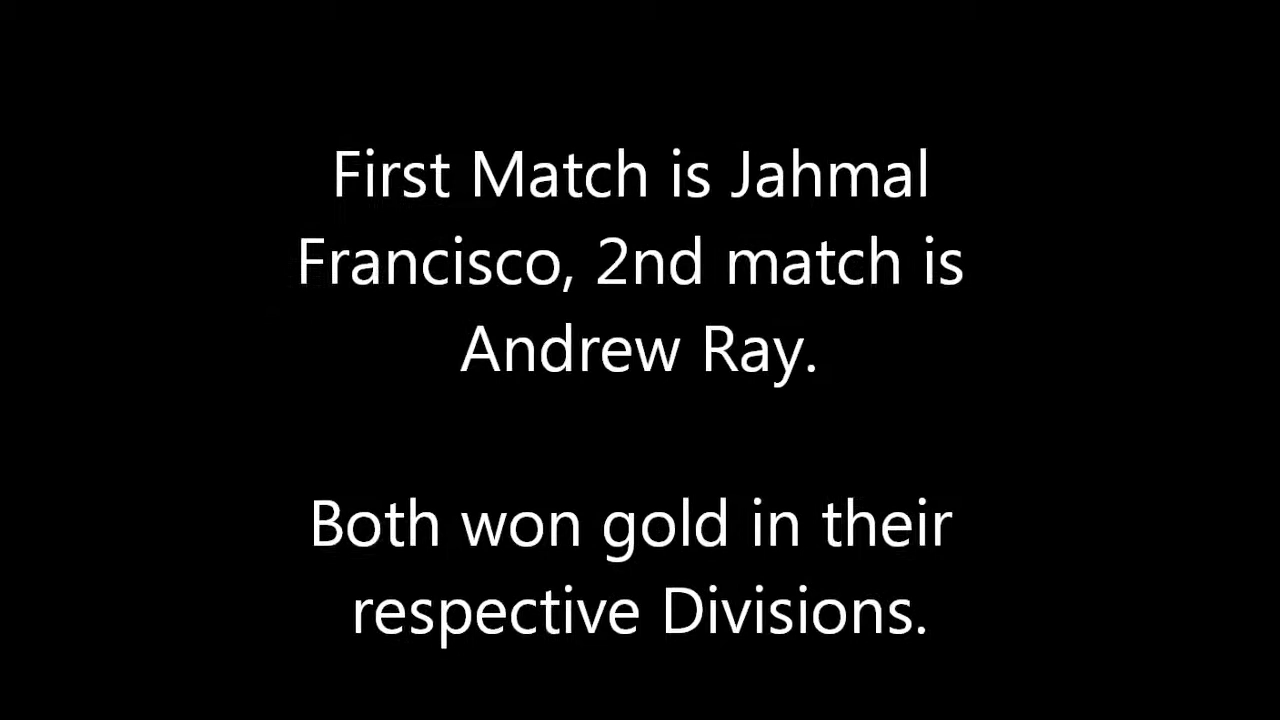 First Match is Jahmal
Francisco, 2nd match is
Andrew Ray.
Both won gold in their
respective Divisions.